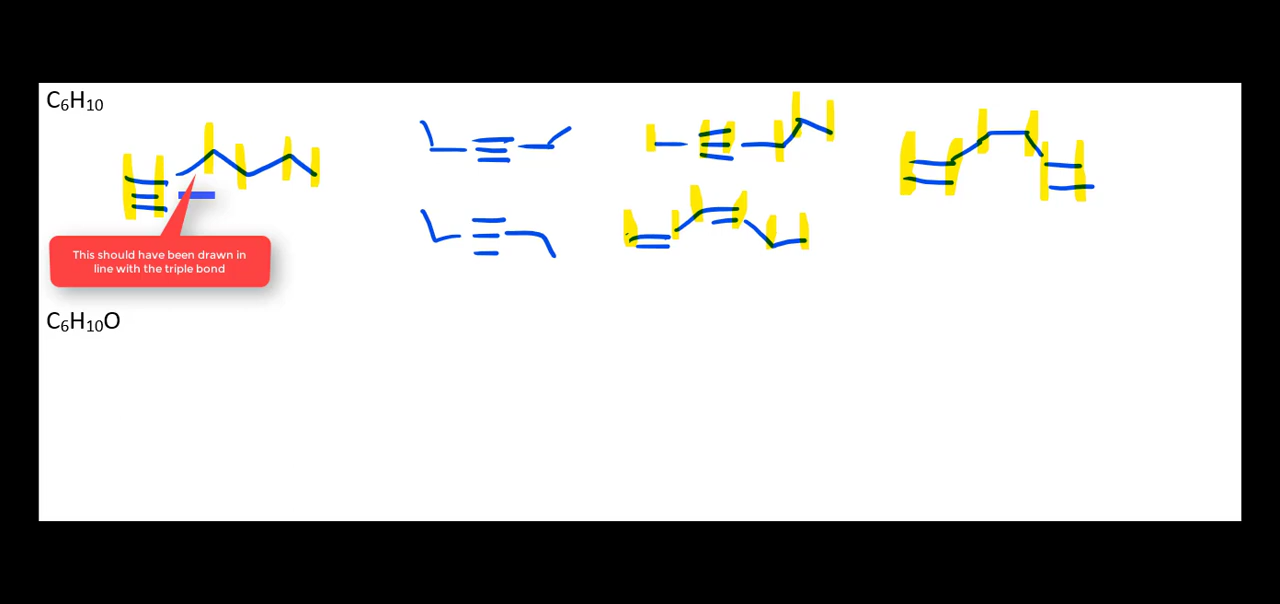 C₆H₁₀
This should have been drawn in
line with the triple bond
C₆H₁₀O